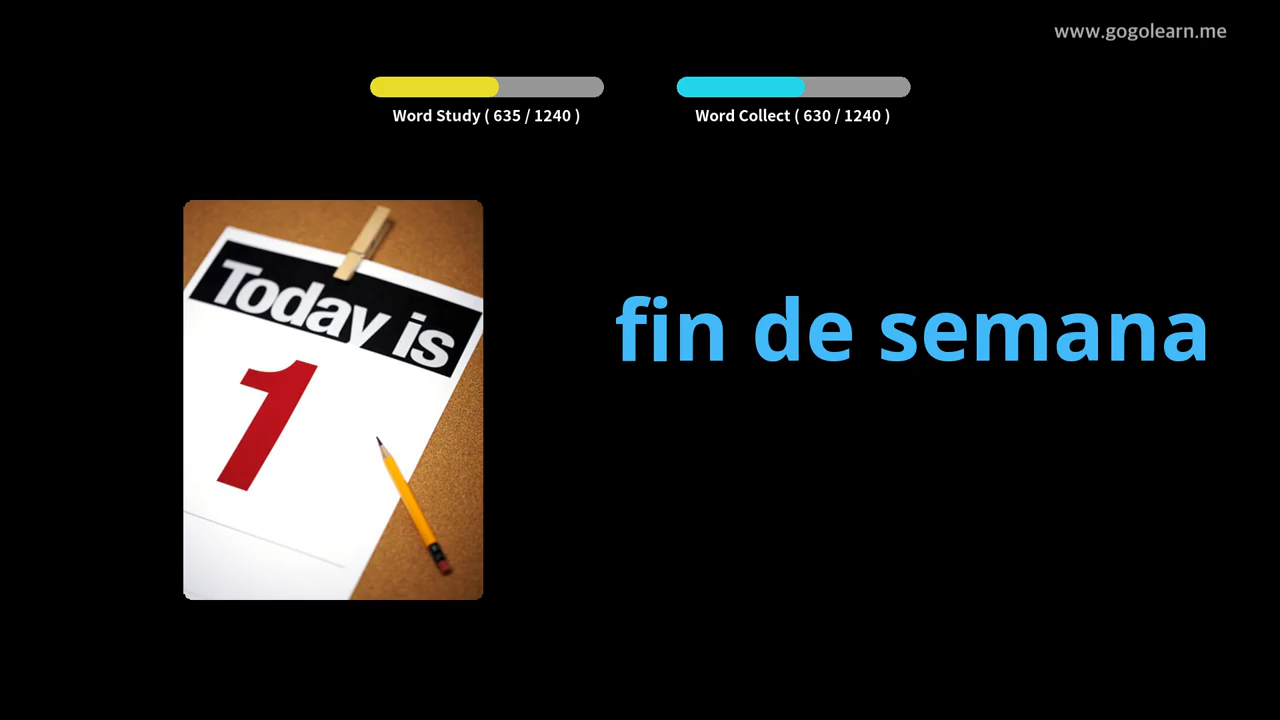 www.gogolearn.me
Word Study ( 635 / 1240 )
Word Collect ( 630 / 1240 )
Today is
1
fin de semana